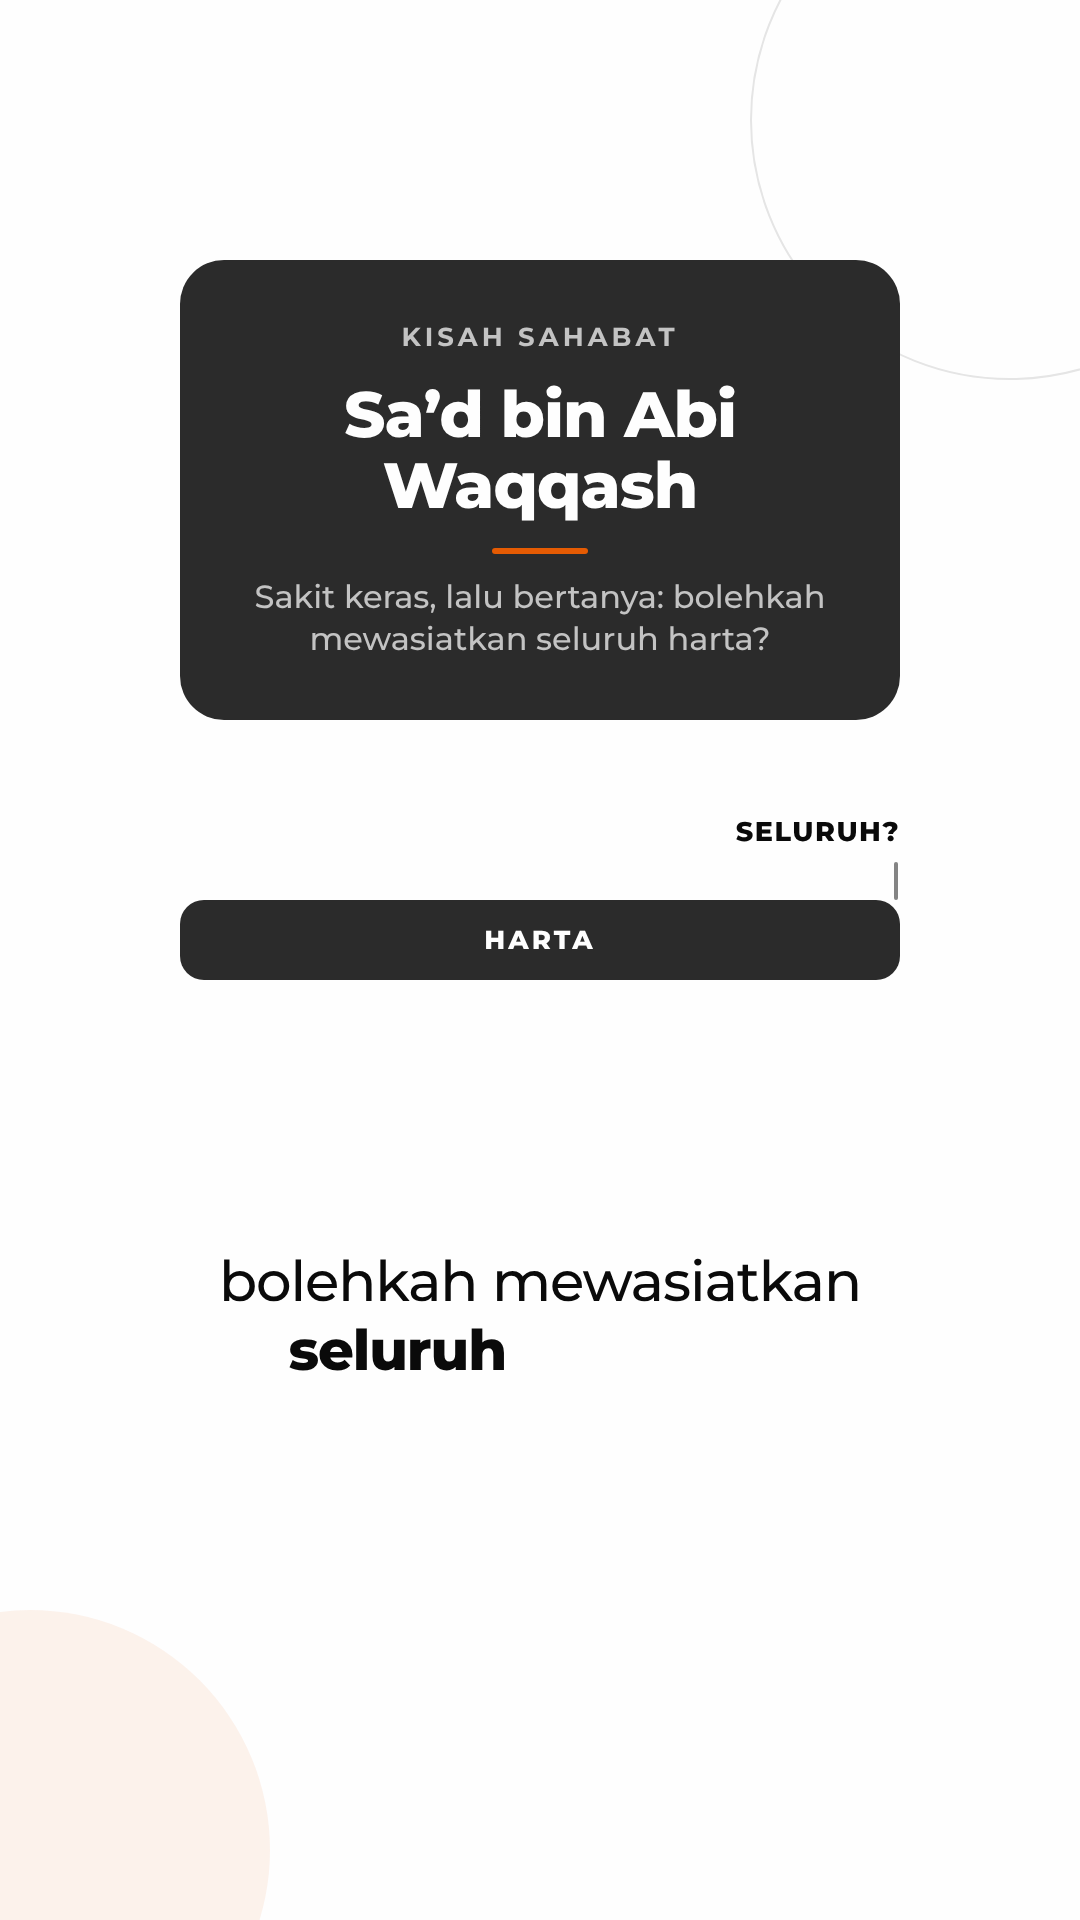 KISAH SAHABAT
Sa’d bin Abi
Waqqash
Sakit keras, lalu bertanya: bolehkah
mewasiatkan seluruh harta?
SELURUH?
HARTA
bolehkah mewasiatkan
seluruh